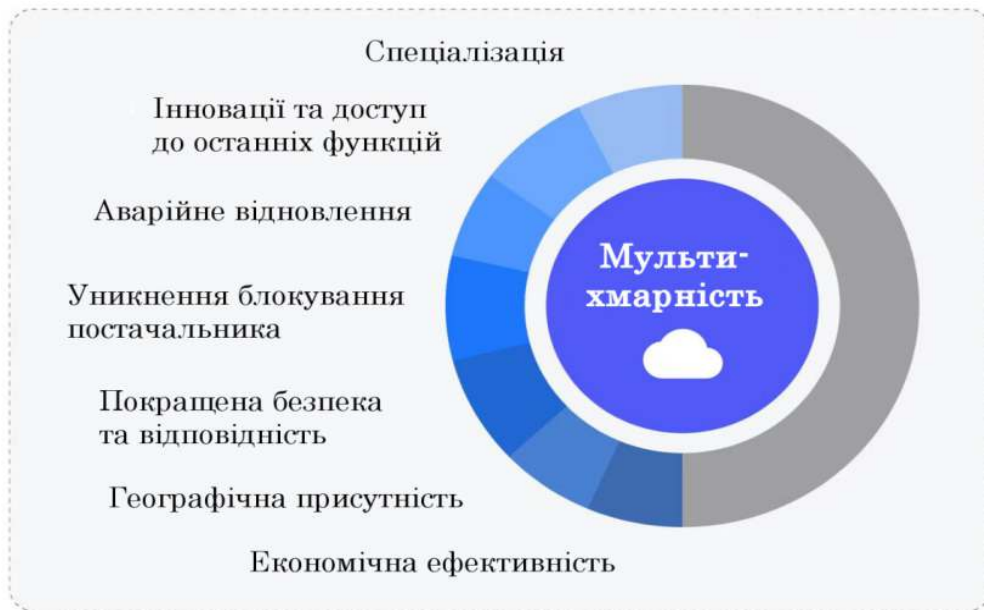 Спеціалізація
Інновації та доступ
до останніх функцій
Аварійне відновлення
Уникнення блокування
постачальника
Покращена безпека
та відповідність
Географічна присутність
Економічна ефективність
Мульти-
хмарність